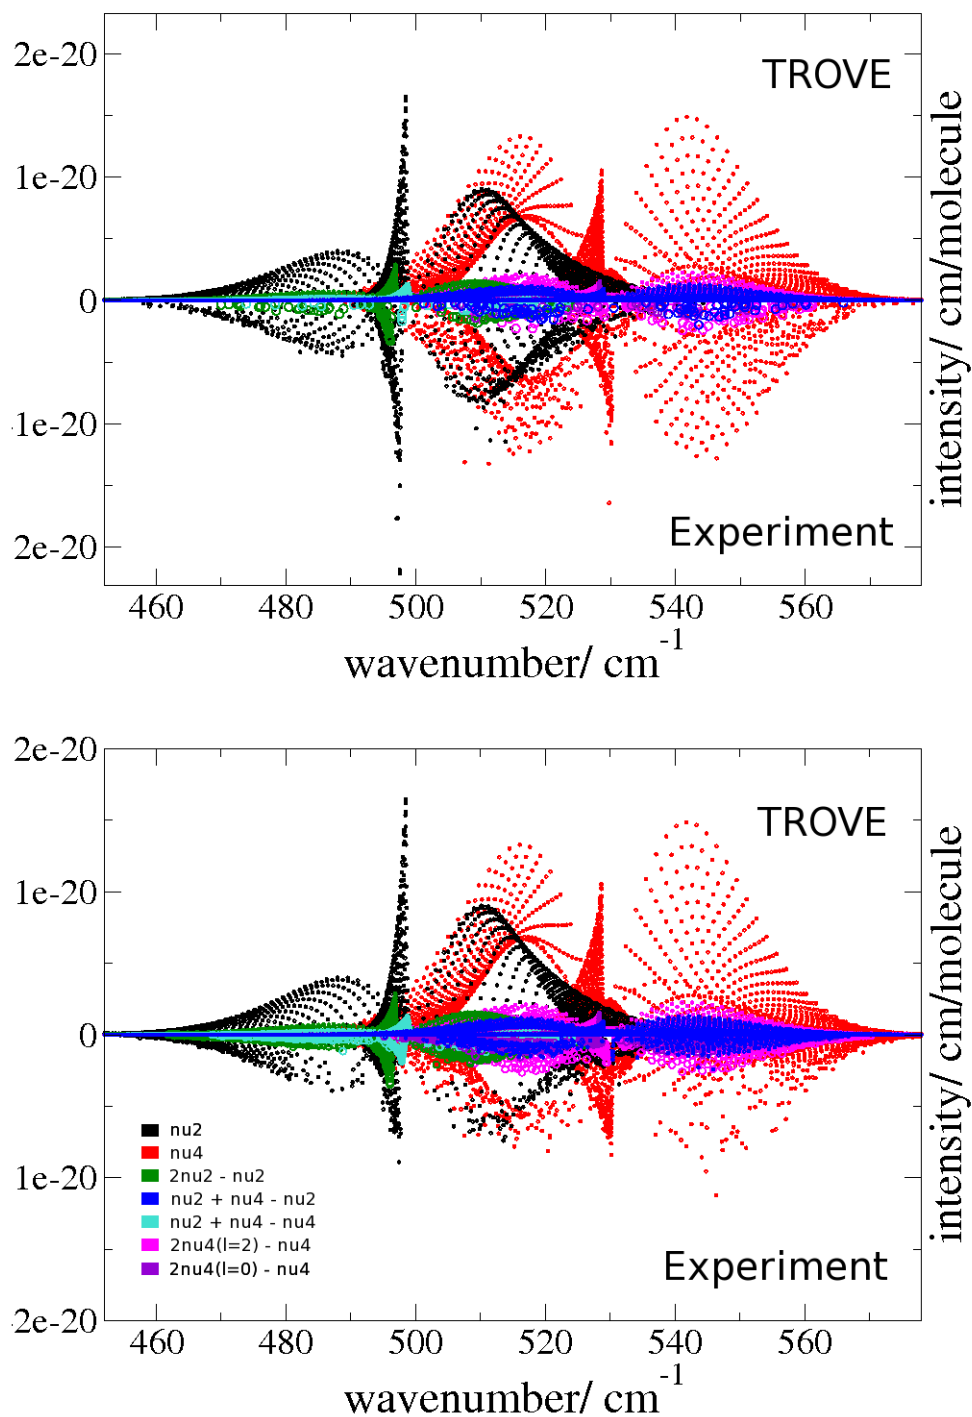 2e-20
TROVE
1e-20
0
1e-20
Experiment
2e-20
460 480 500 520 540 560
wavenumber/ cm-1
intensity/ cm/molecule
2e-20
TROVE
1e-20
0
nu2
nu4
2nu2 - nu2
nu2 + nu4 - nu2
nu2 + nu4 - nu4
2nu4(l=2) - nu4
2nu4(l=0) - nu4
1e-20
Experiment
2e-20
460 480 500 520 540 560
wavenumber/ cm-1
intensity/ cm/molecule